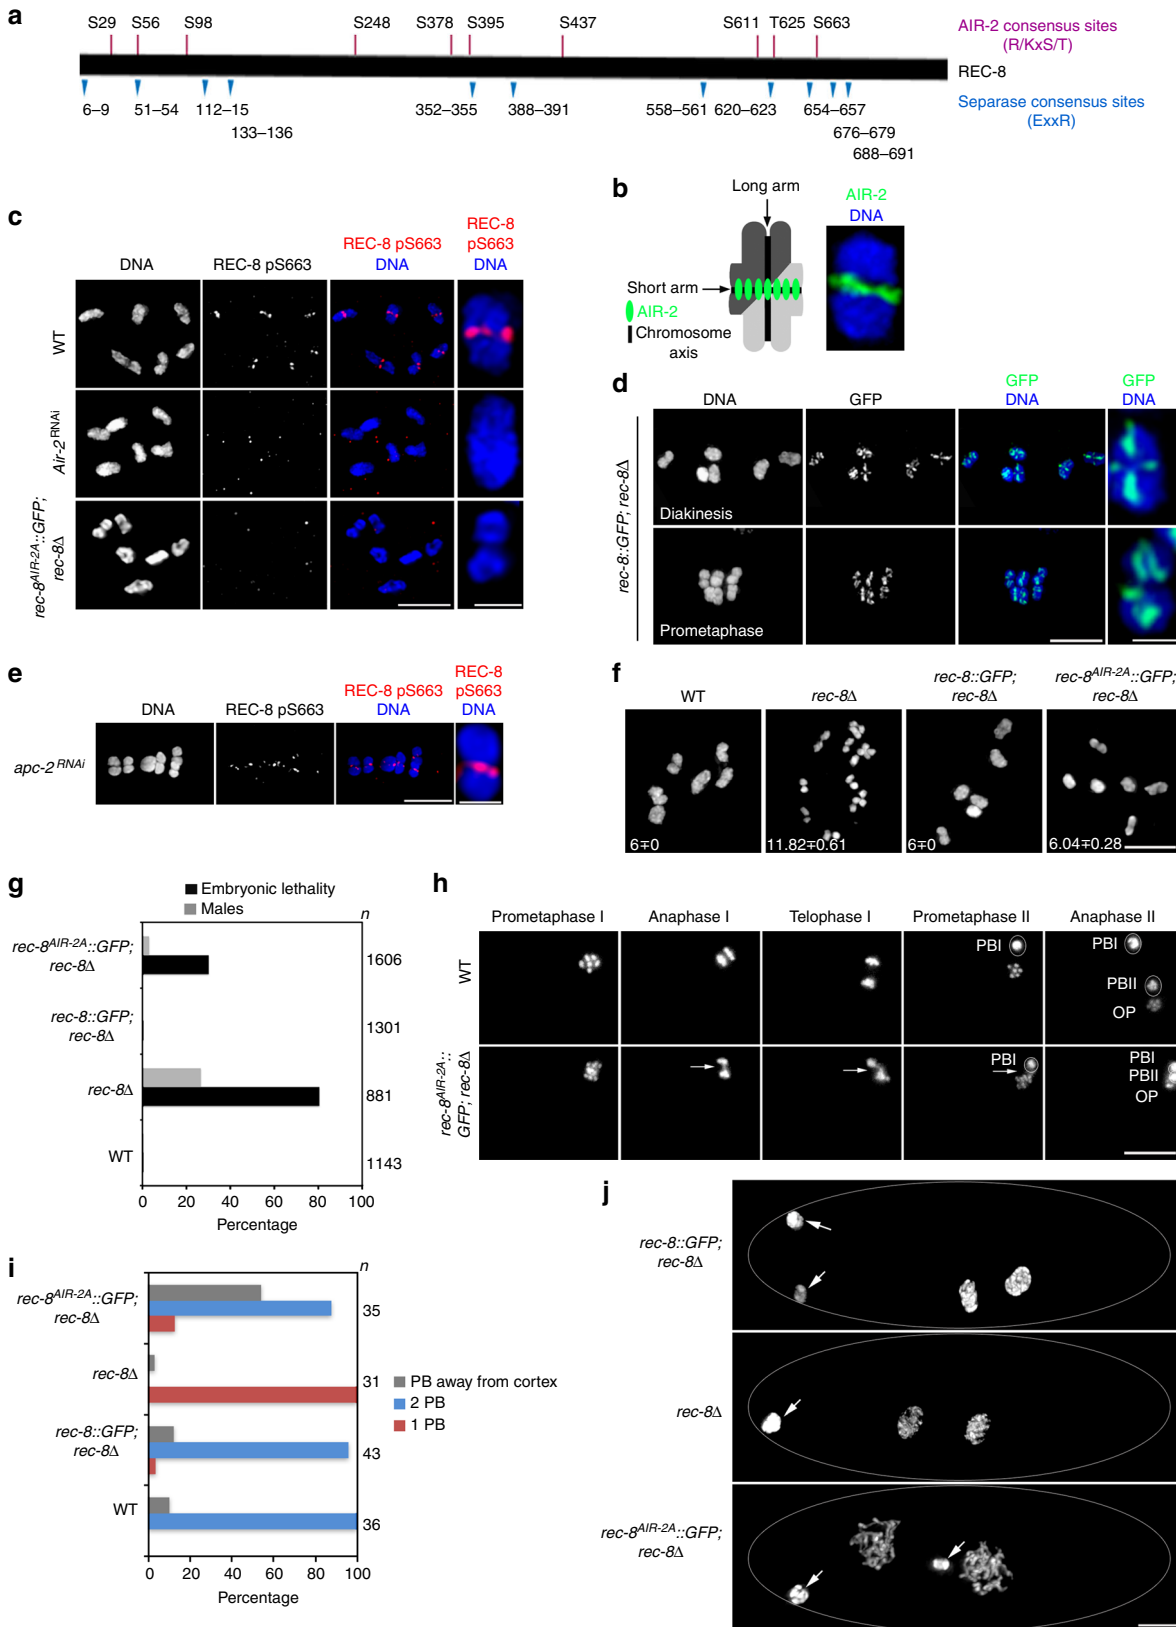 a
S29 S56 S98 S248 S378 S395 S437 S611 T625 S663
AIR-2 consensus sites
(R/KxS/T)
REC-8
6–9 51–54 112–15 352–355 388–391 558–561 620–623 654–657
133–136
676–679
688–691
Separase consensus sites
(ExxR)
b
Long arm
Short arm
AIR-2
Chromosome
axis
AIR-2
DNA
c
DNA
REC-8 pS663
REC-8 pS663
DNA
REC-8
pS663
DNA
WT
Air-2RNAi
rec-8AIR-2A::GFP;
rec-8Δ
d
DNA
GFP
GFP
DNA
GFP
DNA
rec-8::GFP; rec-8Δ
Diakinesis
Prometaphase
e
DNA
REC-8 pS663
REC-8 pS663
DNA
REC-8
pS663
DNA
apc-2RNAi
f
WT
rec-8Δ
rec-8::GFP;
rec-8Δ
rec-8AIR-2A::GFP;
rec-8Δ
6∓0
11.82∓0.61
6∓0
6.04∓0.28
g
Embryonic lethality
Males
n
rec-8AIR-2A::GFP;
rec-8Δ
1606
rec-8::GFP;
rec-8Δ
1301
rec-8Δ
881
WT
1143
0 20 40 60 80 100
Percentage
h
Prometaphase I
Anaphase I
Telophase I
Prometaphase II
Anaphase II
WT
PBI
PBI
PBII
OP
rec-8AIR-2A::
GFP; rec-8Δ
PBI
PBI
PBII
OP
i
n
rec-8AIR-2A::GFP;
rec-8Δ
35
rec-8Δ
31
rec-8::GFP;
rec-8Δ
43
WT
36
PB away from cortex
2 PB
1 PB
0 20 40 60 80 100
Percentage
j
rec-8::GFP;
rec-8Δ
rec-8Δ
rec-8AIR-2A::GFP;
rec-8Δ